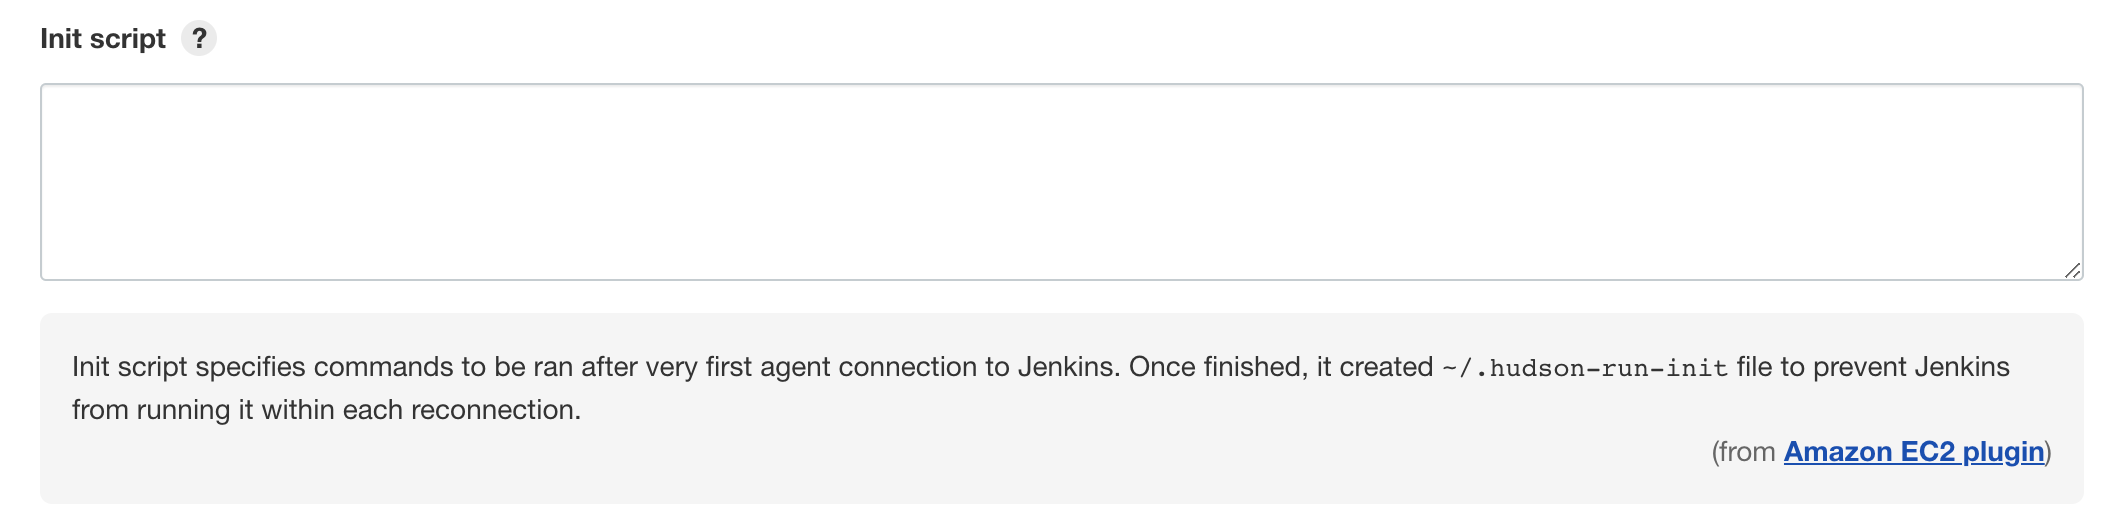 Init script ?
Init script specifies commands to be ran after very first agent connection to Jenkins. Once finished, it created ~/.hudson-run-init file to prevent Jenkins
from running it within each reconnection.
(from Amazon EC2 plugin)